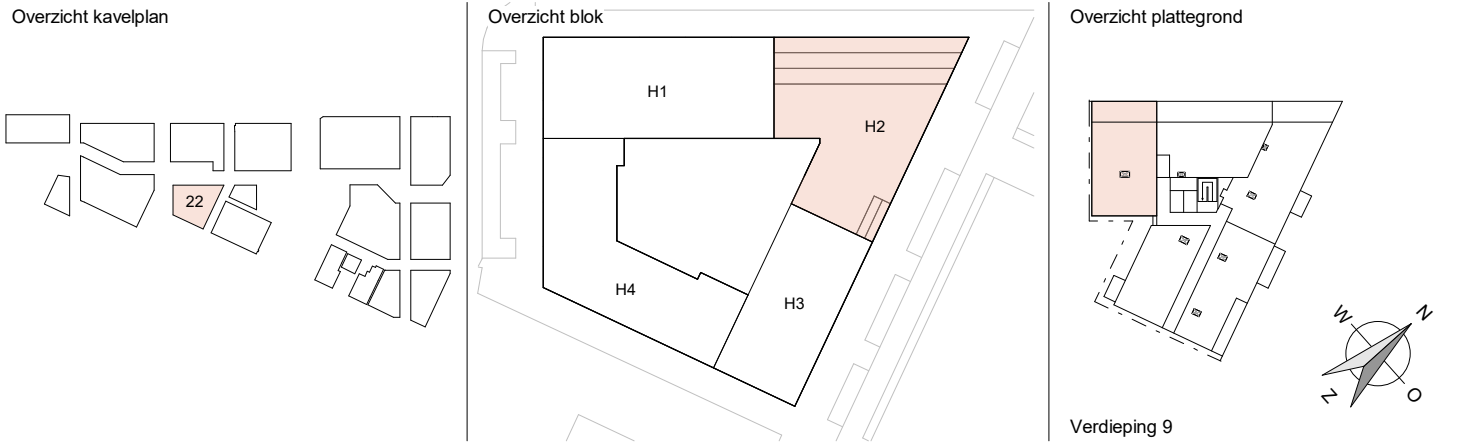 Overzicht kavelplan
22
Overzicht blok
H1
H2
H4
H3
Overzicht plattegrond
W
N
Z
O
Verdieping 9